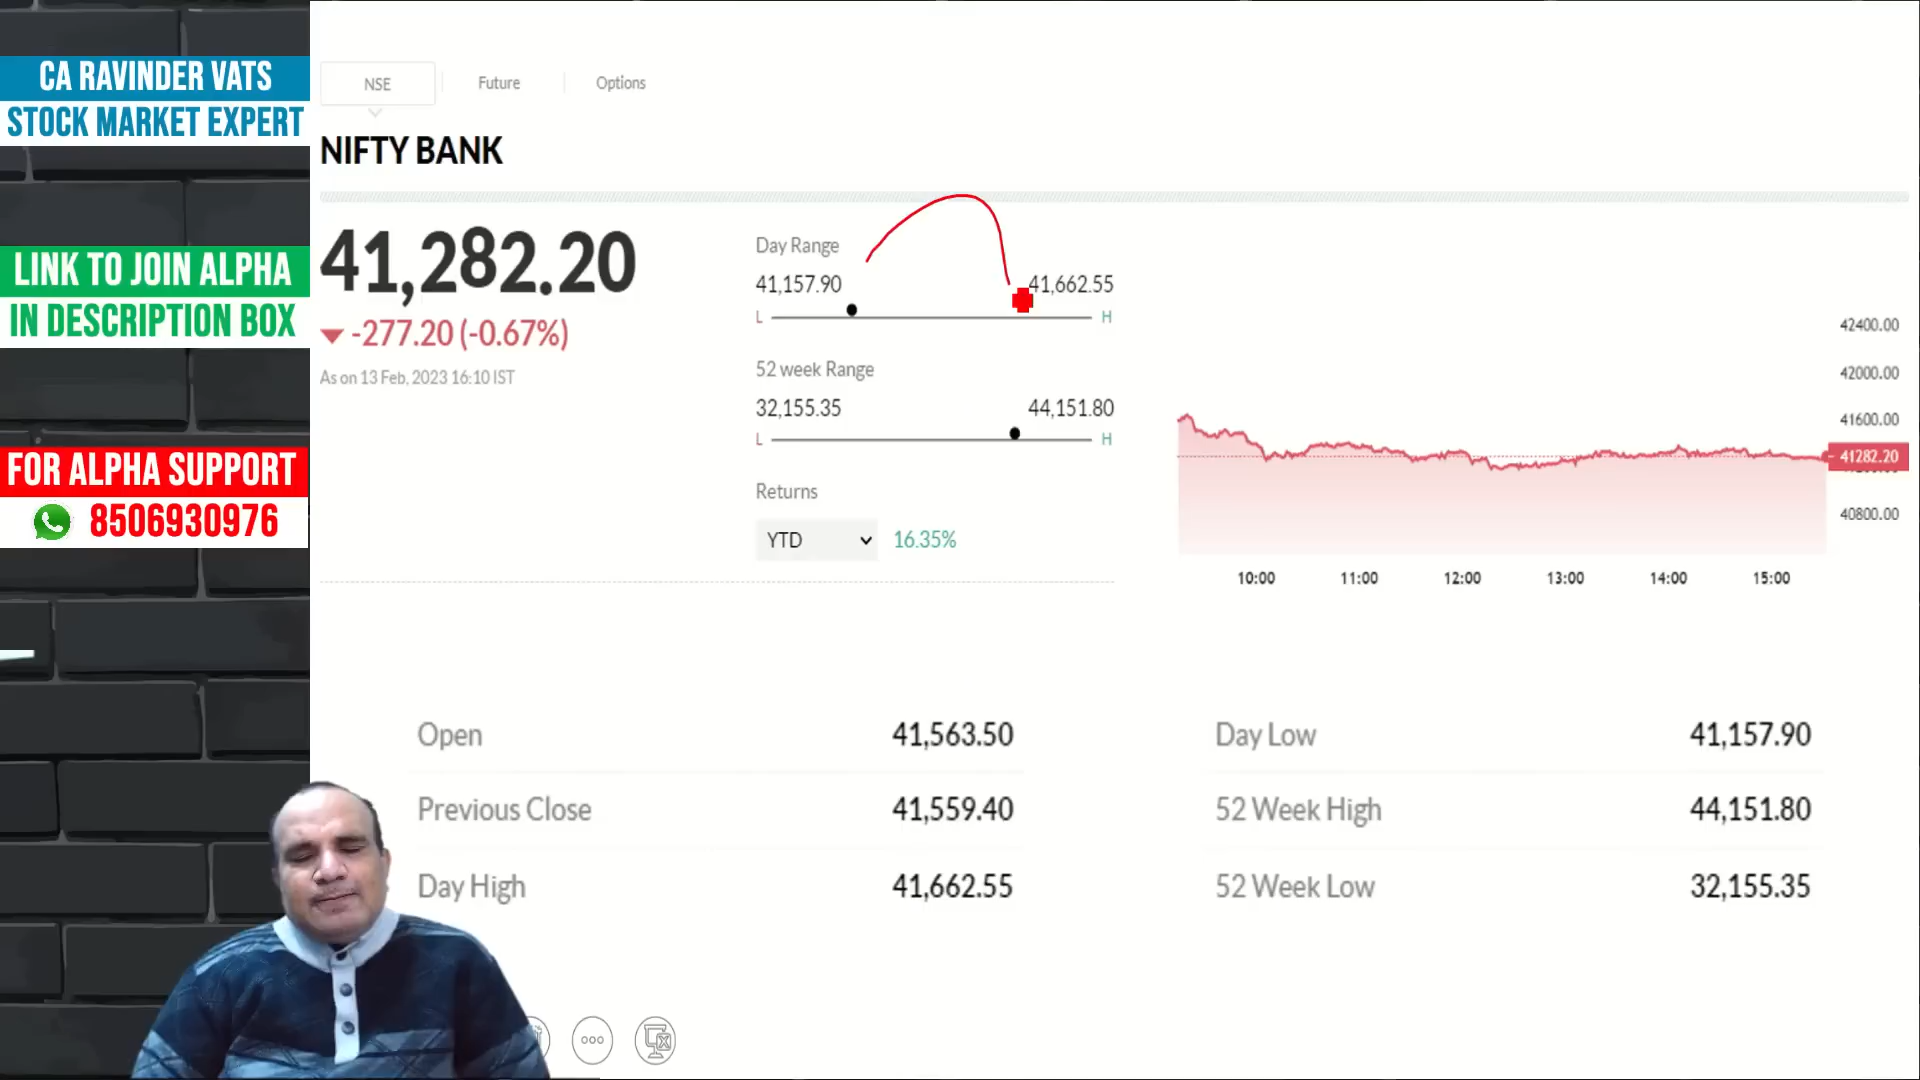 CA RAVINDER VATS
STOCK MARKET EXPERT
LINK TO JOIN ALPHA
IN DESCRIPTION BOX
FOR ALPHA SUPPORT
8506930976
NSE Future Options
NIFTY BANK
41,282.20
-277.20 (-0.67%)
As on 13 Feb, 2023 16:10 IST
Day Range
41,157.90 41,662.55
L H
52 week Range
32,155.35 44,151.80
L H
Returns
YTD 16.35%
42400.00
42000.00
41600.00
41282.20
40800.00
10:00 11:00 12:00 13:00 14:00 15:00
Open 41,563.50
Previous Close 41,559.40
Day High 41,662.55
Day Low 41,157.90
52 Week High 44,151.80
52 Week Low 32,155.35